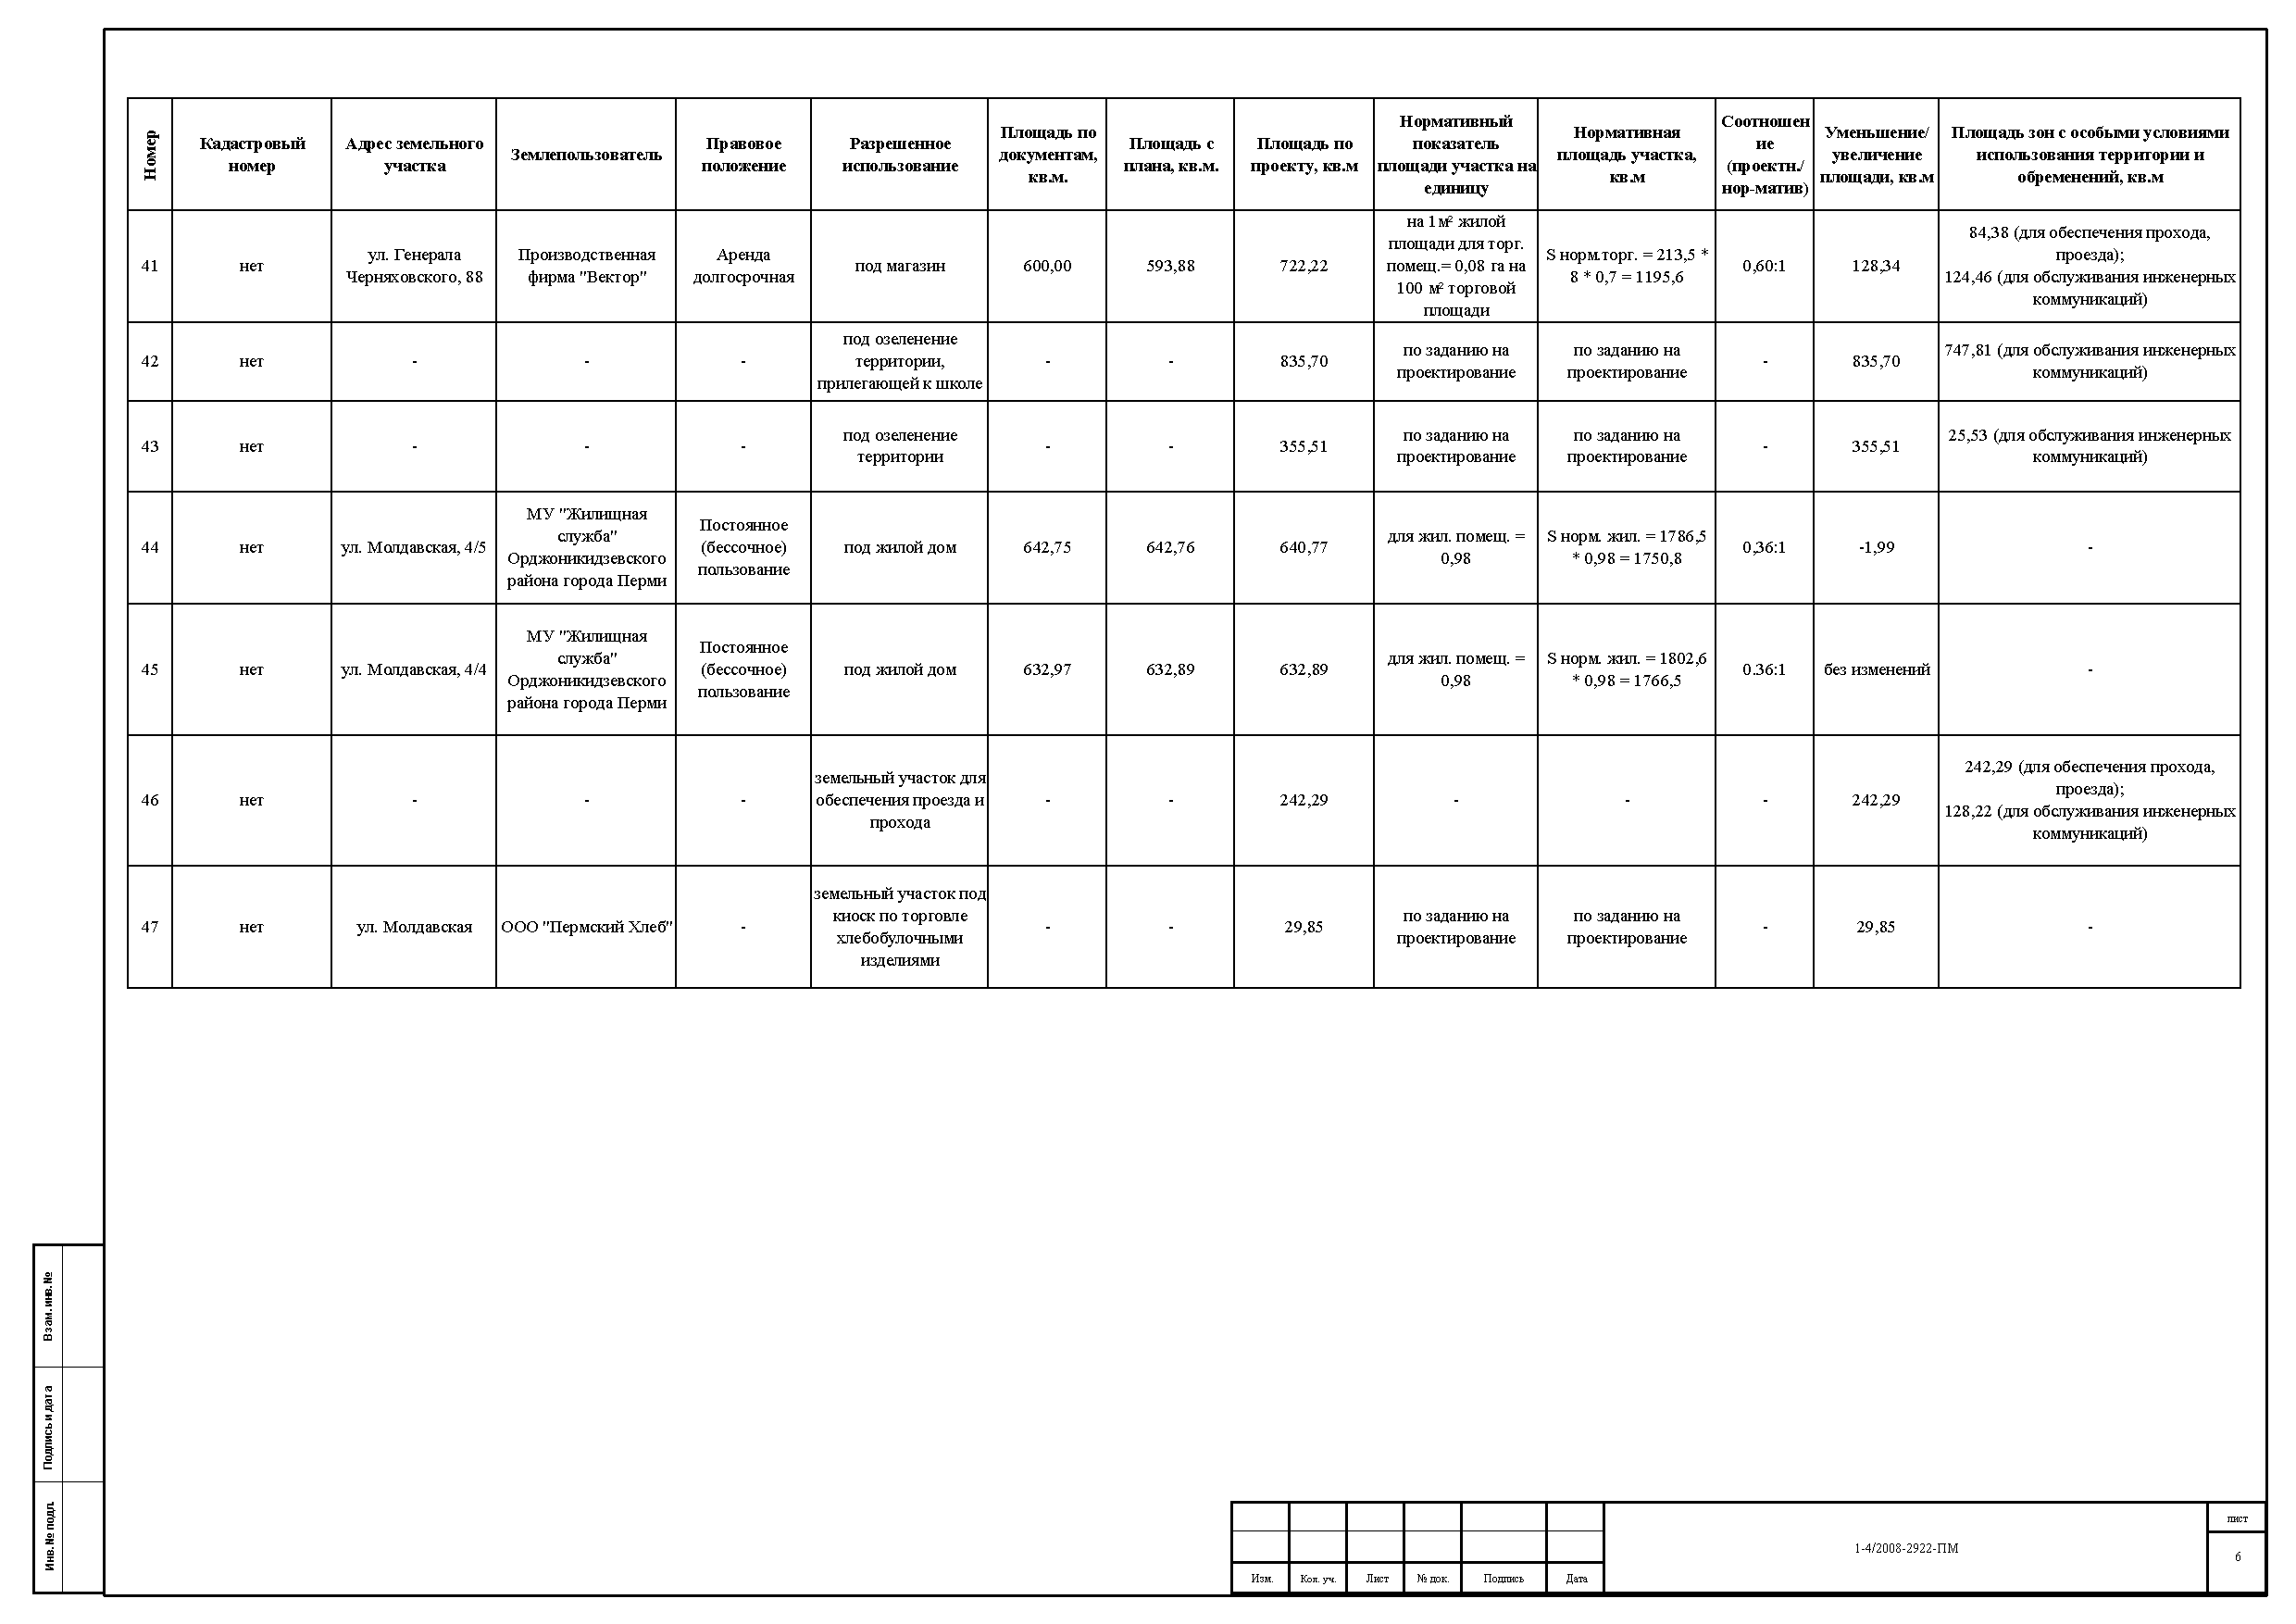 Номер
Кадастровый
номер
Адрес земельного
участка
Землепользователь
Правовое
положение
Разрешенное
использование
Площадь по
документам,
кв.м.
Площадь с
плана, кв.м.
Площадь по
проекту, кв.м
Нормативный
показатель
площади участка на
единицу
Нормативная
площадь участка,
кв.м
Соотношен
ие
(проектн./
нор-матив)
Уменьшение/
увеличение
площади, кв.м
Площадь зон с особыми условиями
использования территории и
обременений, кв.м
41
нет
ул. Генерала
Черняховского, 88
Производственная
фирма "Вектор"
Аренда
долгосрочная
под магазин
600,00
593,88
722,22
на 1м² жилой
площади для торг.
помещ.= 0,08 га на
100 м² торговой
площади
S норм.торг. = 213,5 *
8 * 0,7 = 1195,6
0,60:1
128,34
84,38 (для обеспечения прохода,
проезда);
124,46 (для обслуживания инженерных
коммуникаций)
42
нет
-
-
-
под озеленение
территории,
прилегающей к школе
-
-
835,70
по заданию на
проектирование
по заданию на
проектирование
-
835,70
747,81 (для обслуживания инженерных
коммуникаций)
43
нет
-
-
-
под озеленение
территории
-
-
355,51
по заданию на
проектирование
по заданию на
проектирование
-
355,51
25,53 (для обслуживания инженерных
коммуникаций)
44
нет
ул. Молдавская, 4/5
МУ "Жилищная
служба"
Орджоникидзевского
района города Перми
Постоянное
(бессочное)
пользование
под жилой дом
642,75
642,76
640,77
для жил. помещ. =
0,98
S норм. жил. = 1786,5
* 0,98 = 1750,8
0,36:1
-1,99
-
45
нет
ул. Молдавская, 4/4
МУ "Жилищная
служба"
Орджоникидзевского
района города Перми
Постоянное
(бессочное)
пользование
под жилой дом
632,97
632,89
632,89
для жил. помещ. =
0,98
S норм. жил. = 1802,6
* 0,98 = 1766,5
0.36:1
без изменений
-
46
нет
-
-
-
земельный участок для
обеспечения проезда и
прохода
-
-
242,29
-
-
-
242,29
242,29 (для обеспечения прохода,
проезда);
128,22 (для обслуживания инженерных
коммуникаций)
47
нет
ул. Молдавская
ООО "Пермский Хлеб"
-
земельный участок под
киоск по торговле
хлебобулочными
изделиями
-
-
29,85
по заданию на
проектирование
по заданию на
проектирование
-
29,85
-
Взам. инв. №
Подпись и дата
Инв. № подл.
Изм.
Кол. уч.
Лист
№ док.
Подпись
Дата
1-4/2008-2922-ПМ
лист
6